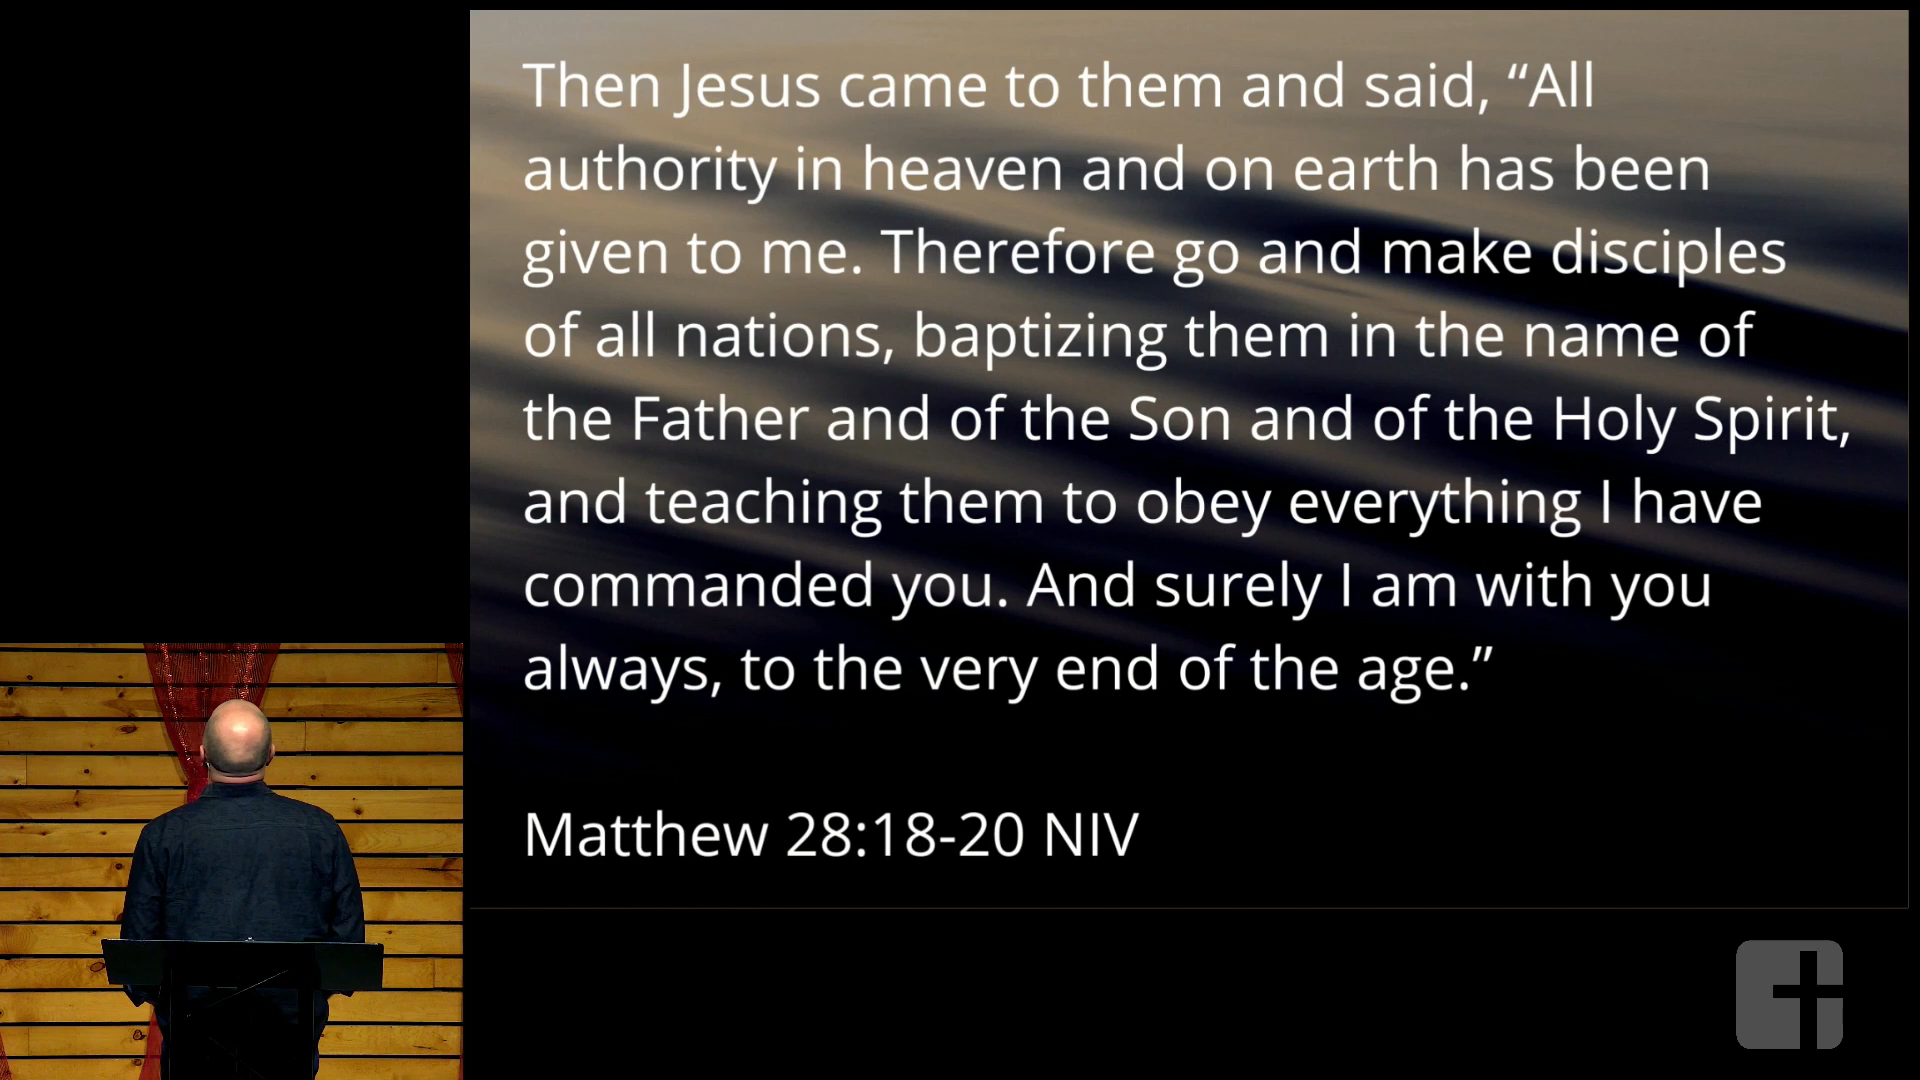 Then Jesus came to them and said, “All
authority in heaven and on earth has been
given to me. Therefore go and make disciples
of all nations, baptizing them in the name of
the Father and of the Son and of the Holy Spirit,
and teaching them to obey everything I have
commanded you. And surely I am with you
always, to the very end of the age.”
Matthew 28:18-20 NIV